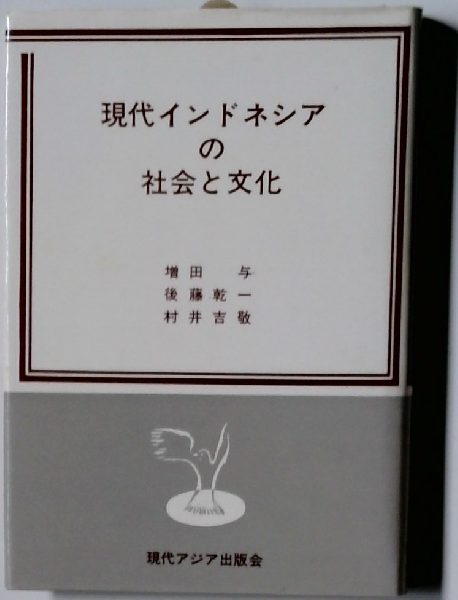 現代インドネシア
の
社会と文化
増田 与
後藤乾一
村井吉敬
現代アジア出版会